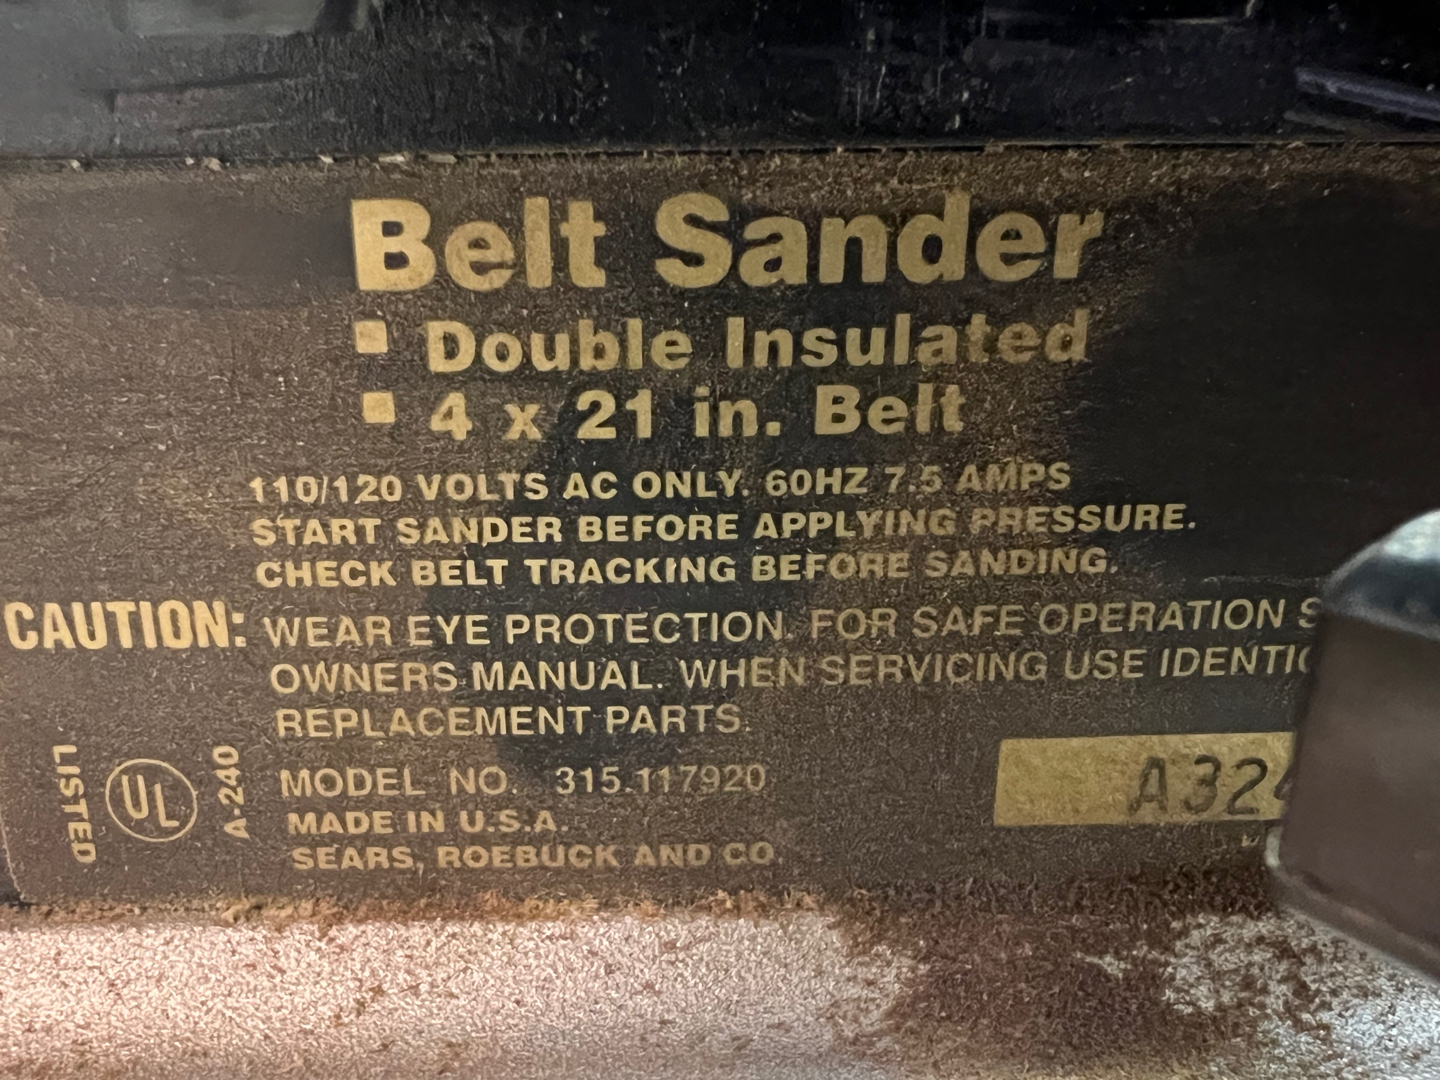 Belt Sander
▪ Double Insulated
▪ 4 x 21 in. Belt
110/120 VOLTS AC ONLY. 60HZ 7.5 AMPS
START SANDER BEFORE APPLYING PRESSURE.
CHECK BELT TRACKING BEFORE SANDING.
CAUTION: WEAR EYE PROTECTION. FOR SAFE OPERATION
OWNERS MANUAL. WHEN SERVICING USE
REPLACEMENT PARTS.
LISTED
UL
A-240
MODEL NO. 315.117920
MADE IN U.S.A.
SEARS, ROEBUCK AND CO.